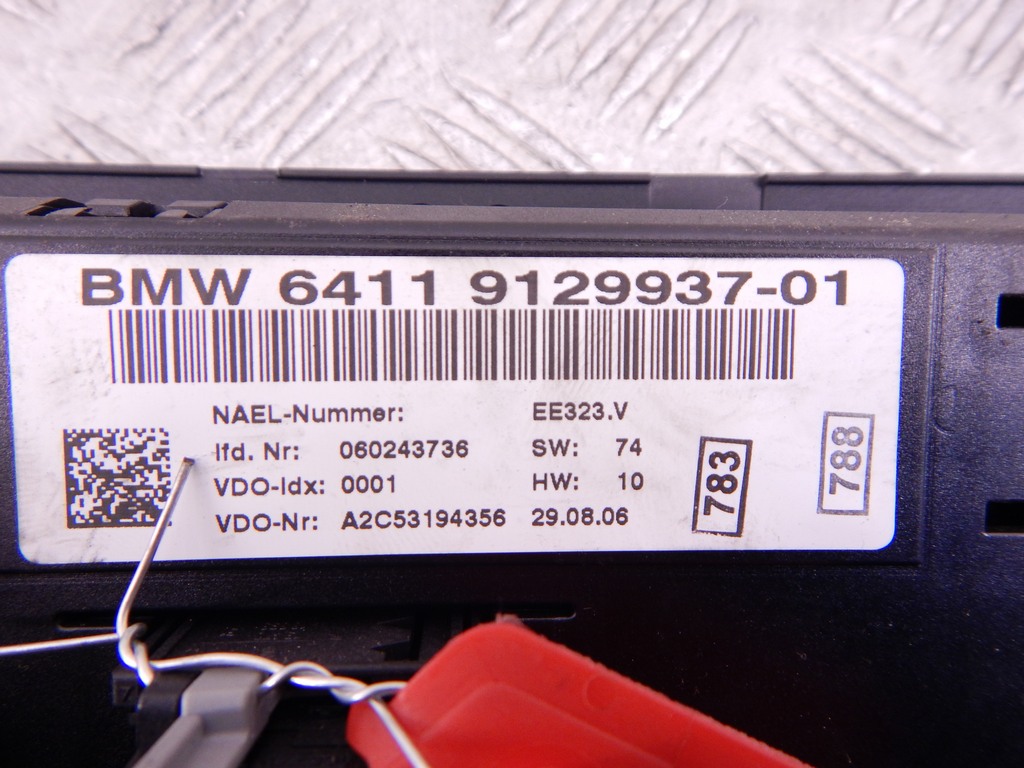 BMW 6411 9129937-01
NAEL-Nummer: EE323.V
lfd. Nr: 060243736 SW: 74
VDO-Idx: 0001 HW: 10
VDO-Nr: A2C53194356 29.08.06
783
788